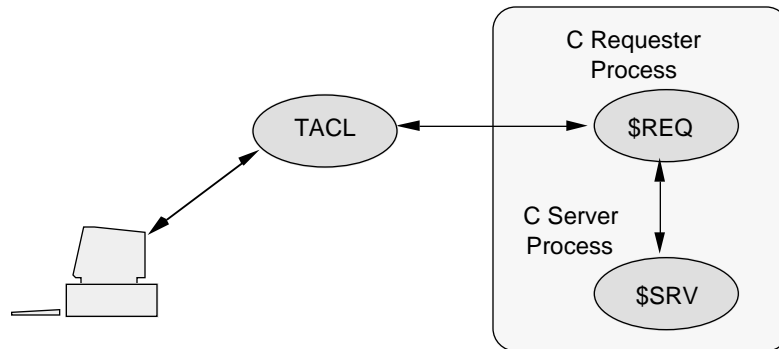 C Requester
Process
TACL
$REQ
C Server
Process
$SRV